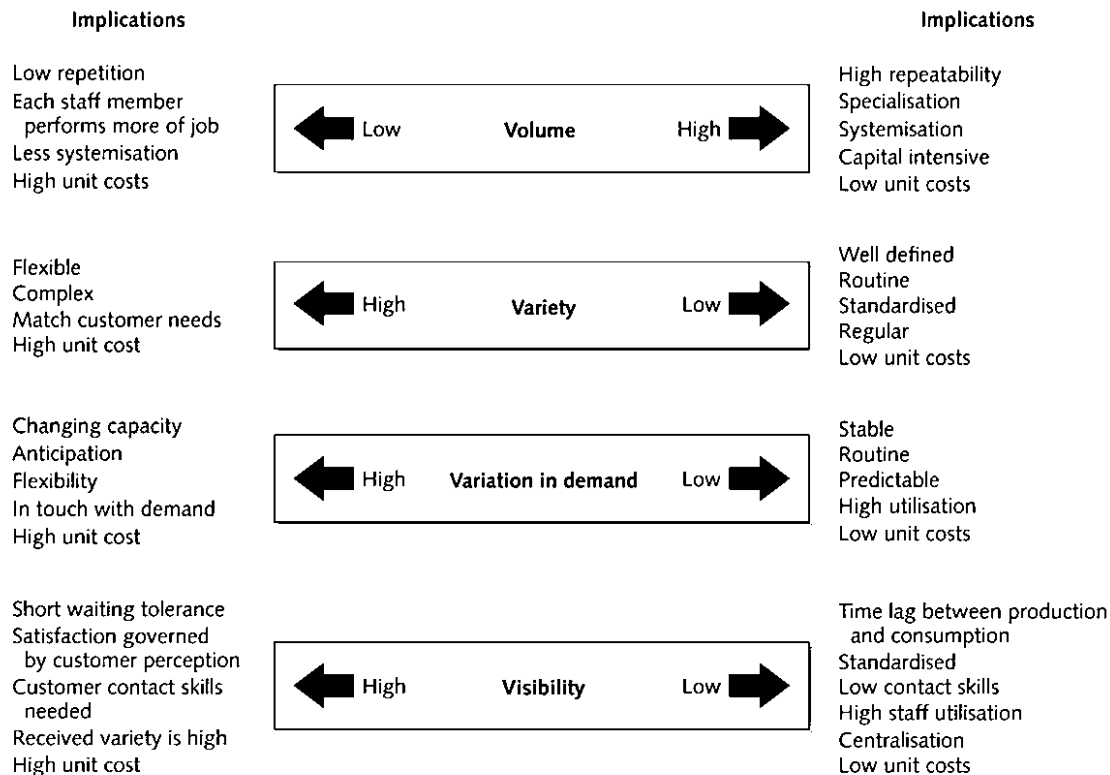 Implications
Implications
Low repetition
Each staff member
performs more of job
Less systemisation
High unit costs
Low
Volume
High
High repeatability
Specialisation
Systemisation
Capital intensive
Low unit costs
Flexible
Complex
Match customer needs
High unit cost
High
Variety
Low
Well defined
Routine
Standardised
Regular
Low unit costs
Changing capacity
Anticipation
Flexibility
In touch with demand
High unit cost
High
Variation in demand
Low
Stable
Routine
Predictable
High utilisation
Low unit costs
Short waiting tolerance
Satisfaction governed
by customer perception
Customer contact skills
needed
Received variety is high
High unit cost
High
Visibility
Low
Time lag between production
and consumption
Standardised
Low contact skills
High staff utilisation
Centralisation
Low unit costs